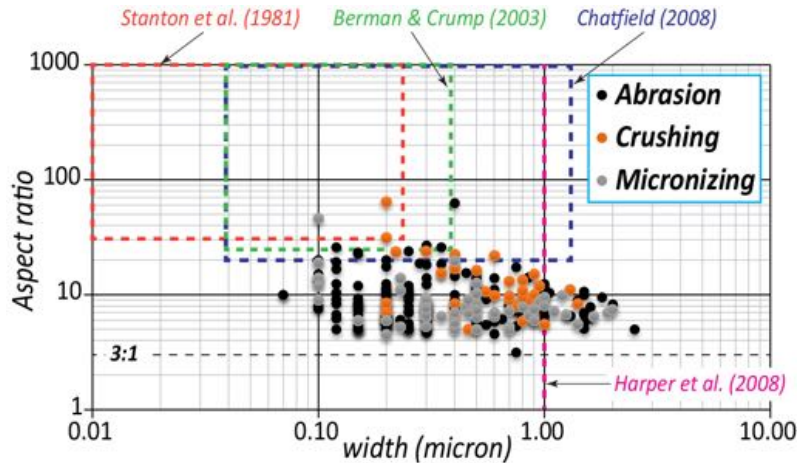 Stanton et al. (1981) Berman & Crump (2003) Chatfield (2008)
1000
Abrasion
Crushing
Micronizing
100
Aspect ratio
10
3:1
Harper et al. (2008)
1
0.01 0.10 1.00 10.00
width (micron)